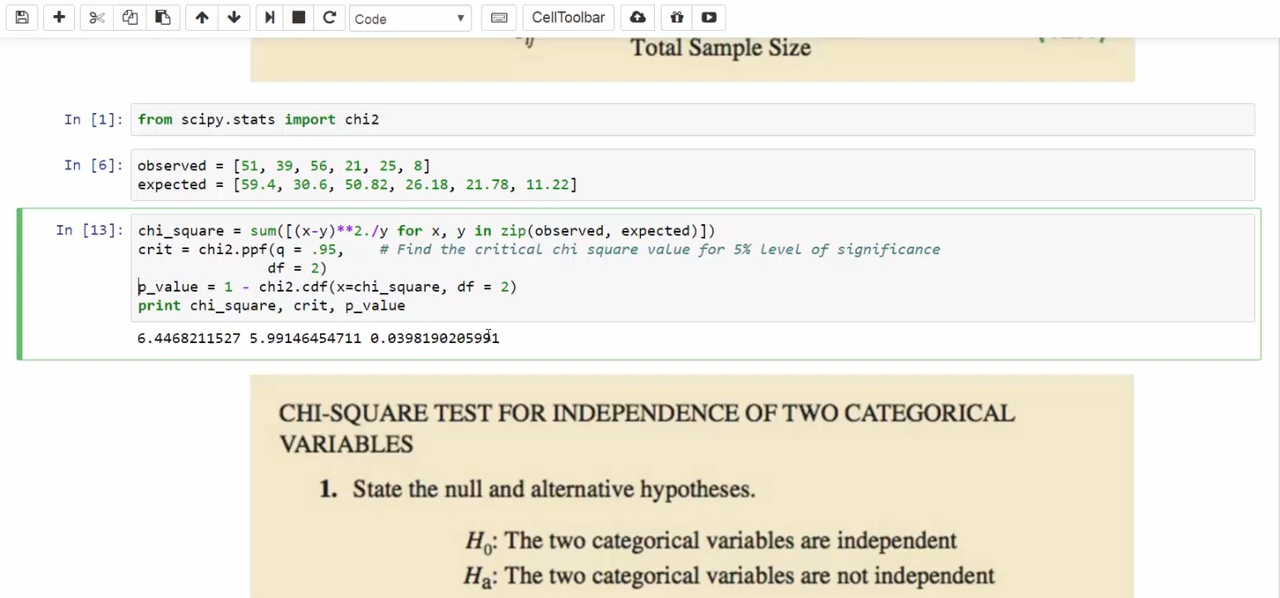 Code
CellToolbar
Total Sample Size
In [1]:
from scipy.stats import chi2
In [6]:
observed = [51, 39, 56, 21, 25, 8]
expected = [59.4, 30.6, 50.82, 26.18, 21.78, 11.22]
In [13]:
chi_square = sum([(x-y)**2./y for x, y in zip(observed, expected)])
crit = chi2.ppf(q = .95,    # Find the critical chi square value for 5% level of significance
df = 2)
p_value = 1 - chi2.cdf(x=chi_square, df = 2)
print chi_square, crit, p_value
6.4468211527 5.99146454711 0.0398190205991
CHI-SQUARE TEST FOR INDEPENDENCE OF TWO CATEGORICAL
VARIABLES
1. State the null and alternative hypotheses.
H₀: The two categorical variables are independent
Hₐ: The two categorical variables are not independent